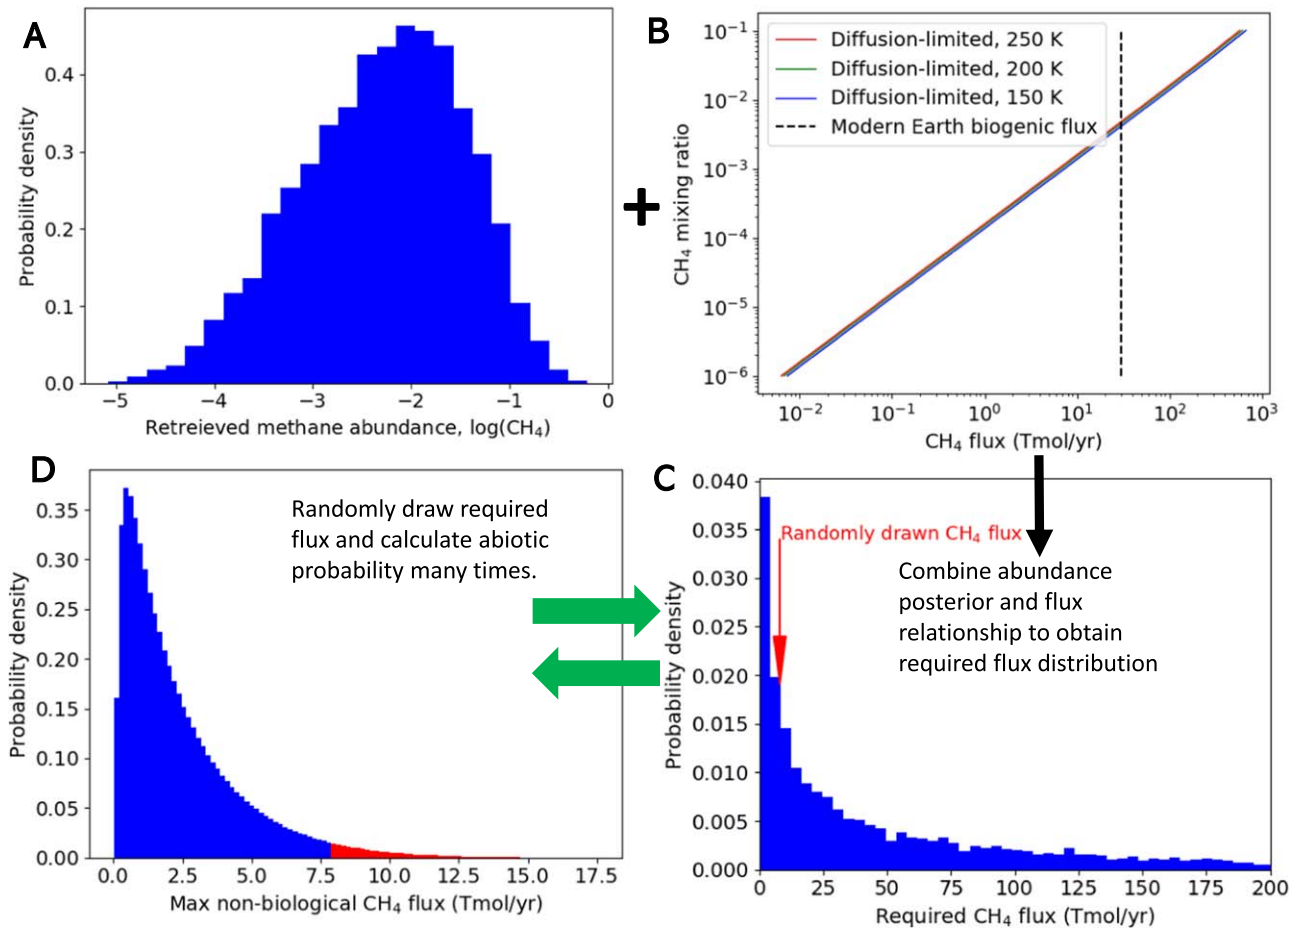 A
Probability density
0.4
0.3
0.2
0.1
0.0
−5
−4
−3
−2
−1
0
Retreieved methane abundance, log(CH₄)
+
B
CH₄ mixing ratio
10⁻¹
10⁻²
10⁻³
10⁻⁴
10⁻⁵
10⁻⁶
Diffusion-limited, 250 K
Diffusion-limited, 200 K
Diffusion-limited, 150 K
Modern Earth biogenic flux
10⁻²
10⁻¹
10⁰
10¹
10²
10³
CH₄ flux (Tmol/yr)
D
Probability density
0.35
0.30
0.25
0.20
0.15
0.10
0.05
0.00
Randomly draw required
flux and calculate abiotic
probability many times.
0.0
2.5
5.0
7.5
10.0
12.5
15.0
17.5
Max non-biological CH₄ flux (Tmol/yr)
C
Probability density
0.040
0.035
0.030
0.025
0.020
0.015
0.010
0.005
0.000
Randomly drawn CH₄ flux
Combine abundance
posterior and flux
relationship to obtain
required flux distribution
0
25
50
75
100
125
150
175
200
Required CH₄ flux (Tmol/yr)